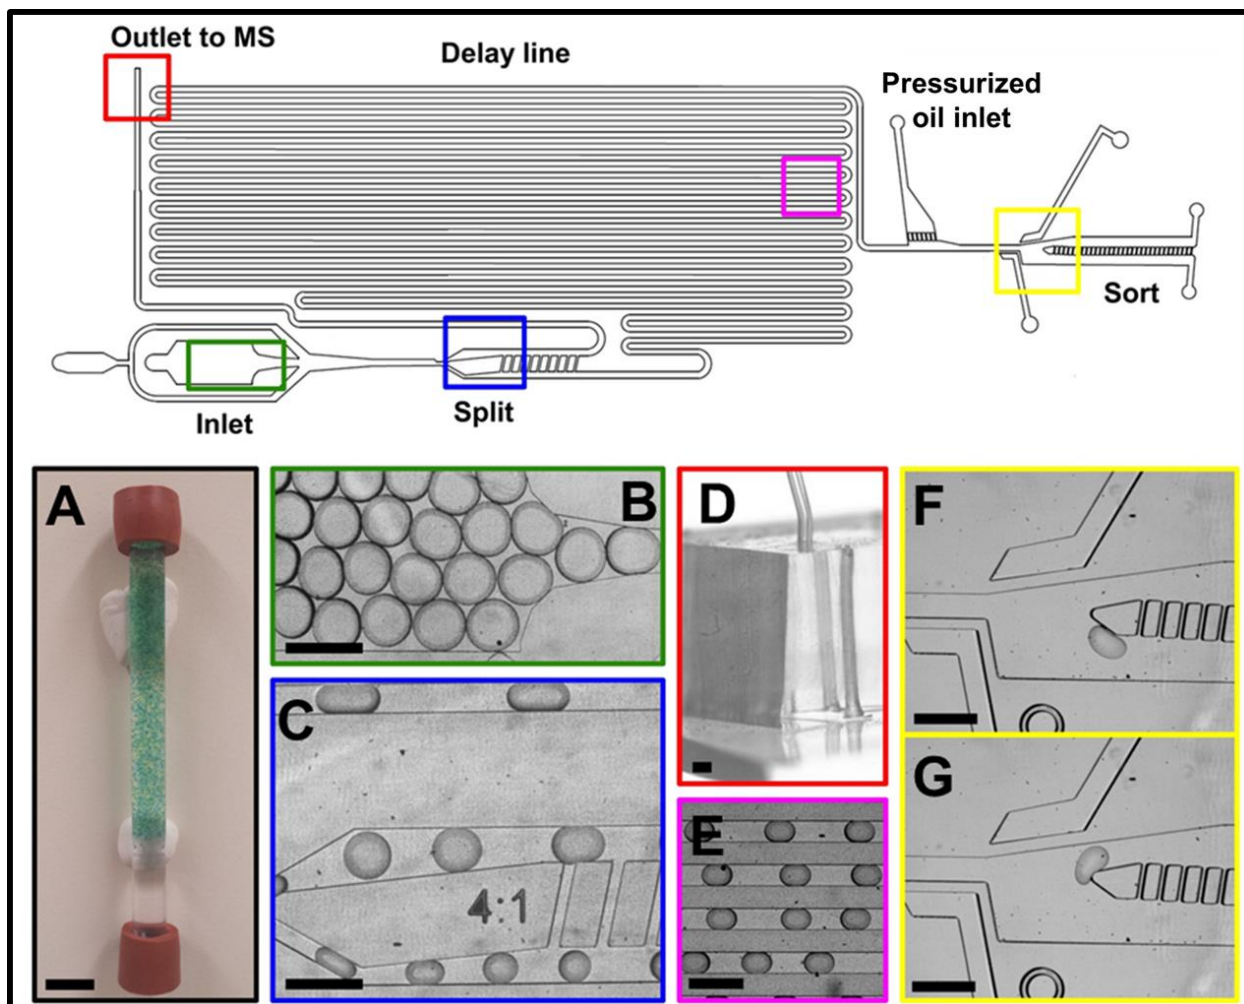 Outlet to MS
Delay line
Pressurized
oil inlet
Sort
Inlet
Split
A
B
C
4:1
D
E
F
G